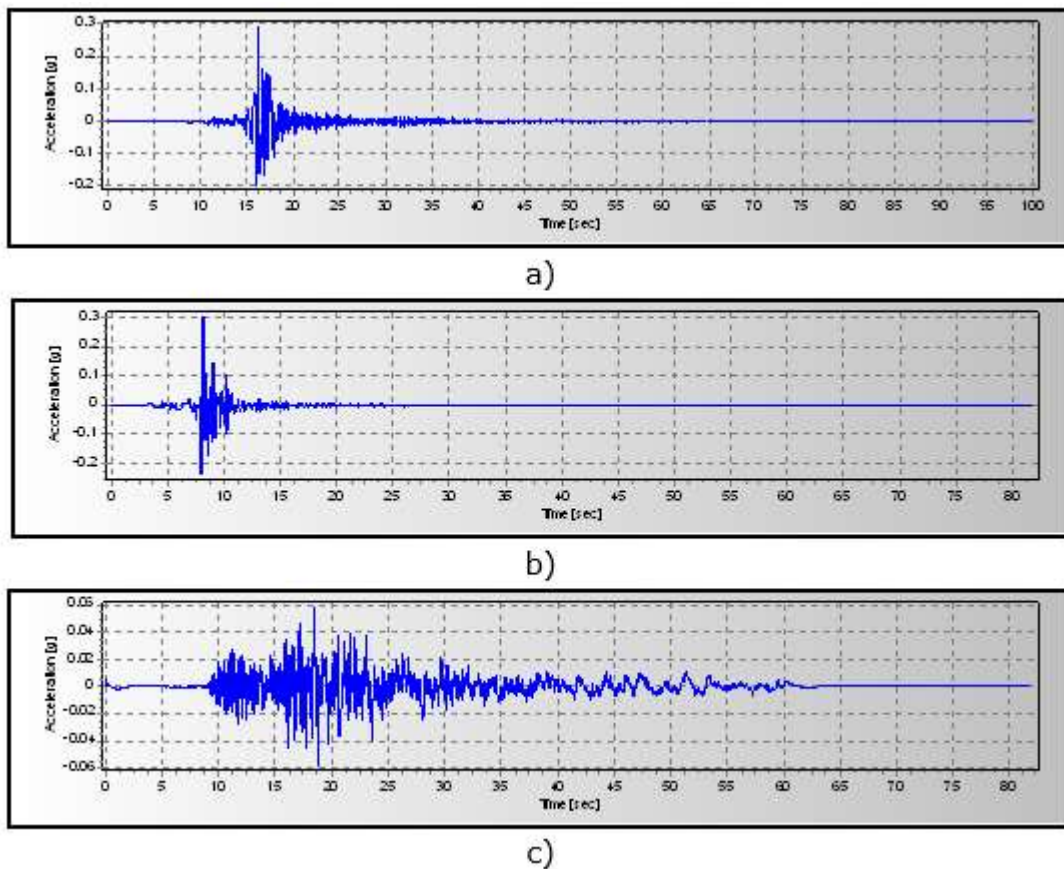 0.3
0.2
0.1
0
-0.1
-0.2
Acceleration [g]
0 5 10 15 20 25 30 35 40 45 50 55 60 65 70 75 80 85 90 95 100
Time [sec]
a)
0.3
0.2
0.1
0
-0.1
-0.2
Acceleration [g]
0 5 10 15 20 25 30 35 40 45 50 55 60 65 70 75 80
Time [sec]
b)
0.06
0.04
0.02
0
-0.02
-0.04
-0.06
Acceleration [g]
0 5 10 15 20 25 30 35 40 45 50 55 60 65 70 75 80
Time [sec]
c)